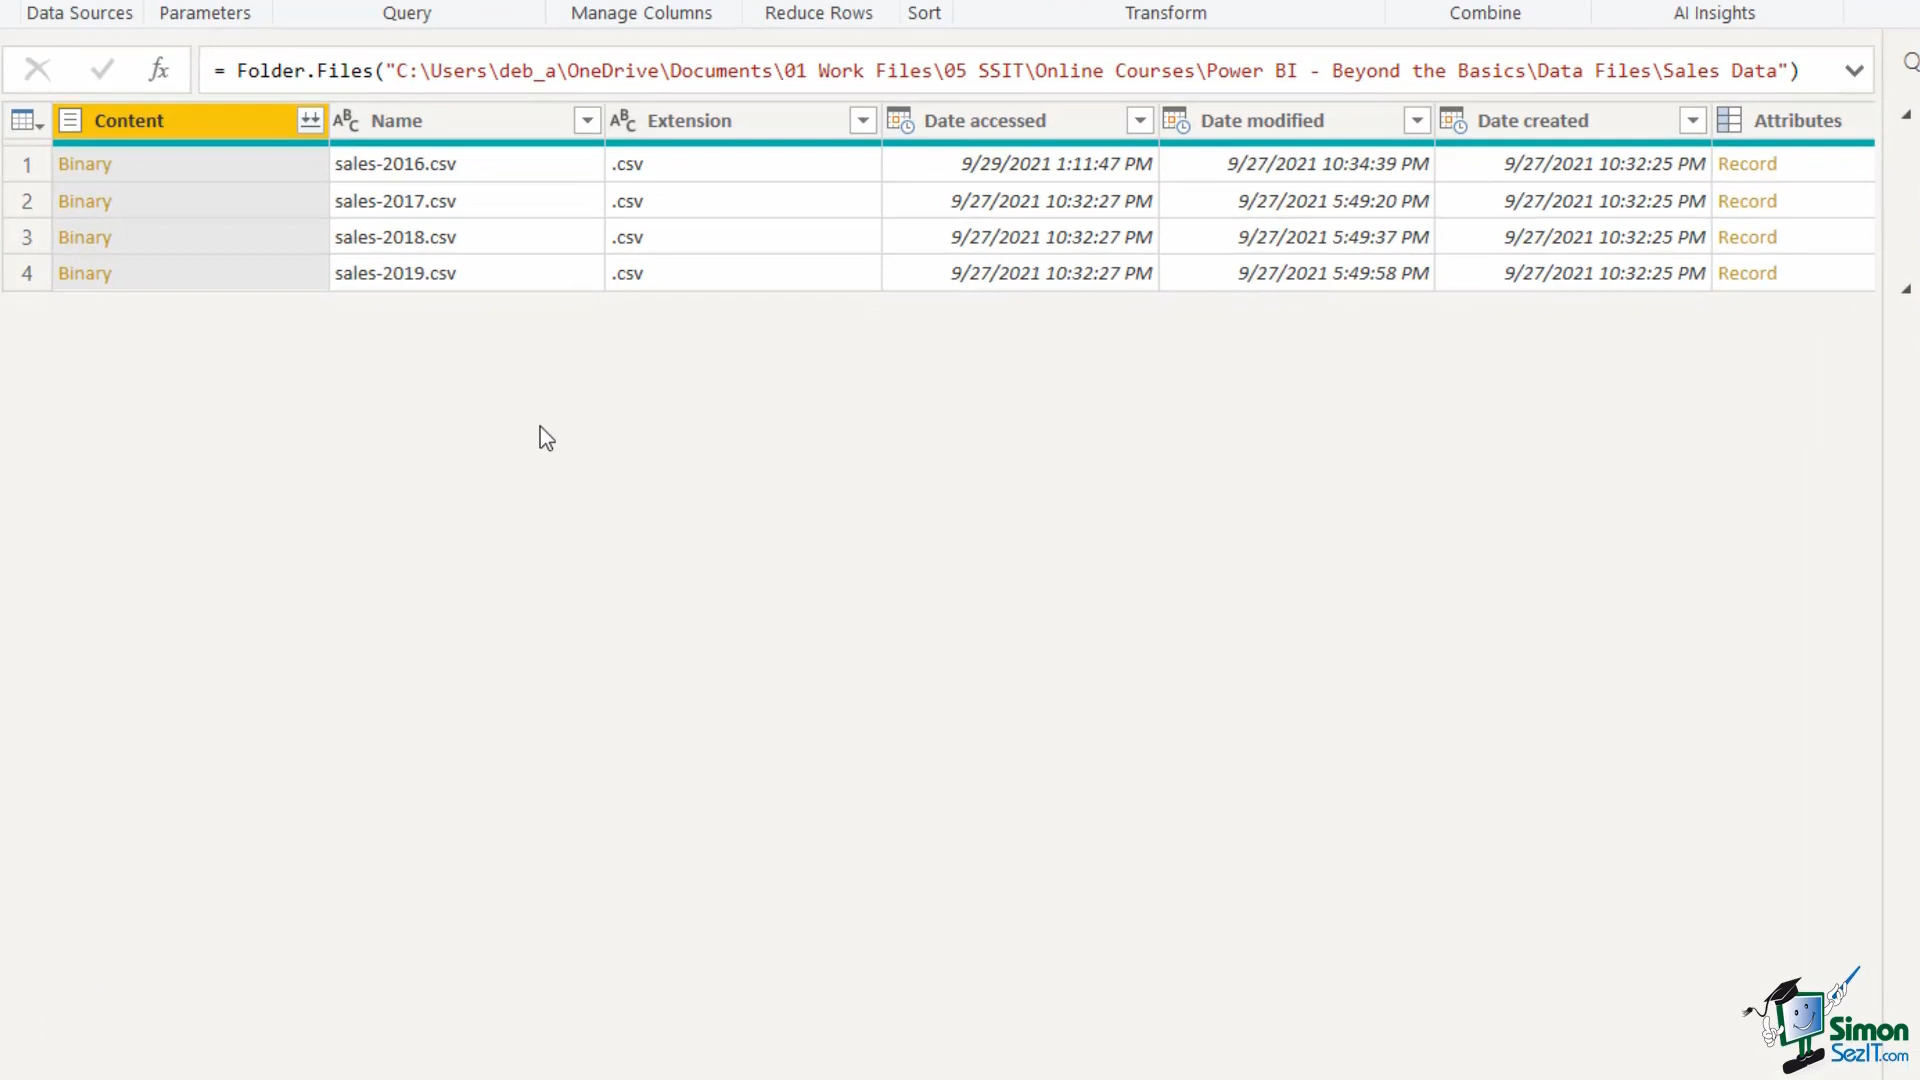 Data Sources Parameters Query Manage Columns Reduce Rows Sort Transform Combine AI Insights
fx = Folder.Files("C:\Users\deb_a\OneDrive\Documents\01 Work Files\05 SSIT\Online Courses\Power BI - Beyond the Basics\Data Files\Sales Data")
Content ABC Name ABC Extension Date accessed Date modified Date created Attributes
1 Binary sales-2016.csv .csv 9/29/2021 1:11:47 PM 9/27/2021 10:34:39 PM 9/27/2021 10:32:25 PM Record
2 Binary sales-2017.csv .csv 9/27/2021 10:32:27 PM 9/27/2021 5:49:20 PM 9/27/2021 10:32:25 PM Record
3 Binary sales-2018.csv .csv 9/27/2021 10:32:27 PM 9/27/2021 5:49:37 PM 9/27/2021 10:32:25 PM Record
4 Binary sales-2019.csv .csv 9/27/2021 10:32:27 PM 9/27/2021 5:49:58 PM 9/27/2021 10:32:25 PM Record
Simon
SezIT.com